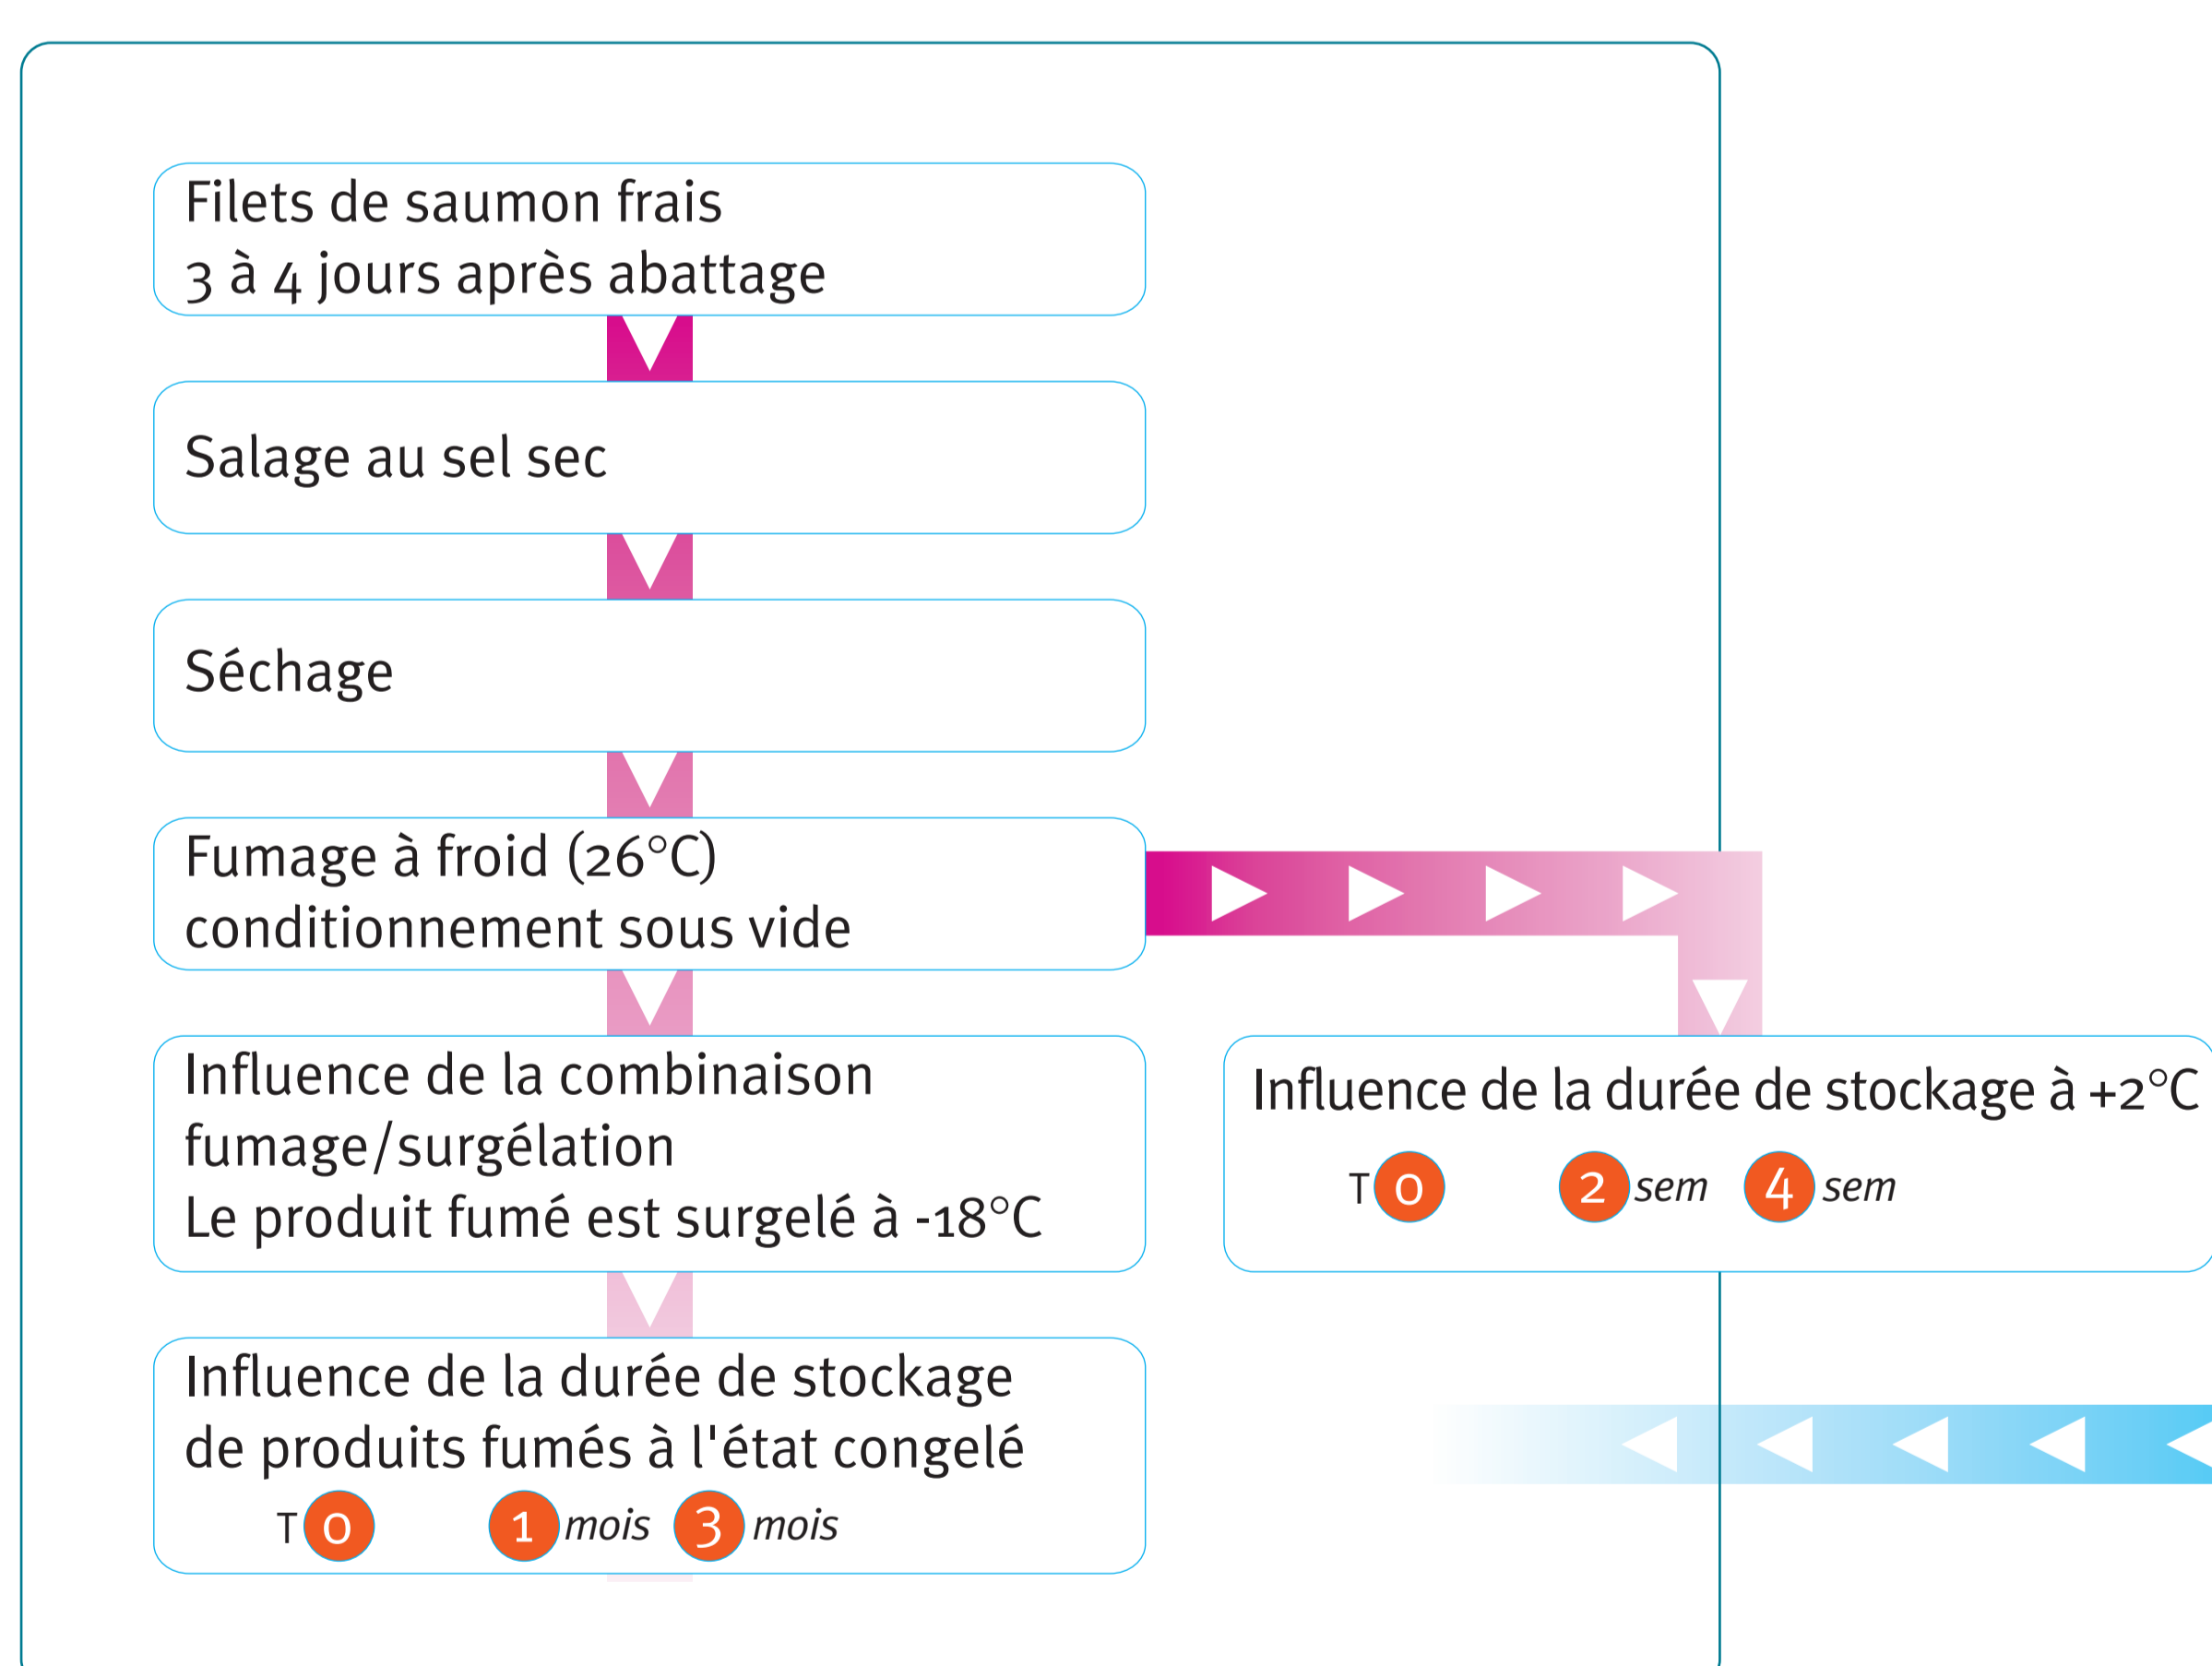 Filets de saumon frais
3 à 4 jours après abattage
Salage au sel sec
Séchage
Fumage à froid (26°C)
conditionnement sous vide
Influence de la combinaison
fumage/surgélation
Le produit fumé est surgelé à -18°C
Influence de la durée de stockage à +2°C
T 0 2 sem 4 sem
Influence de la durée de stockage
de produits fumés à l'état congelé
T 0 1 mois 3 mois